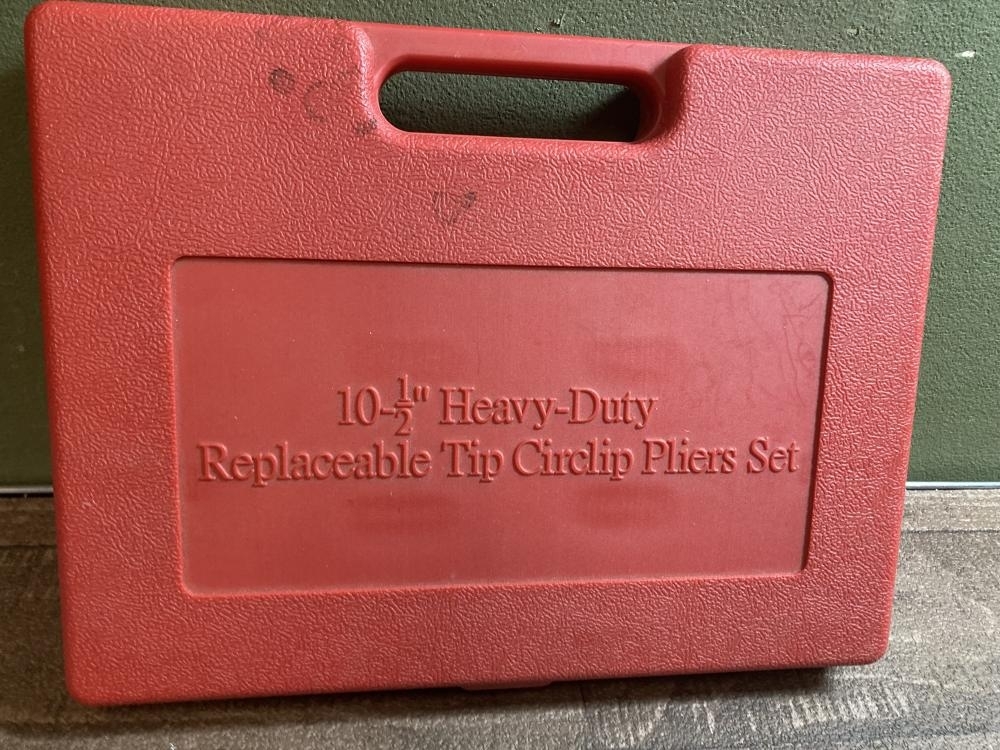 10-1/2" Heavy-Duty
Replaceable Tip Circlip Pliers Set